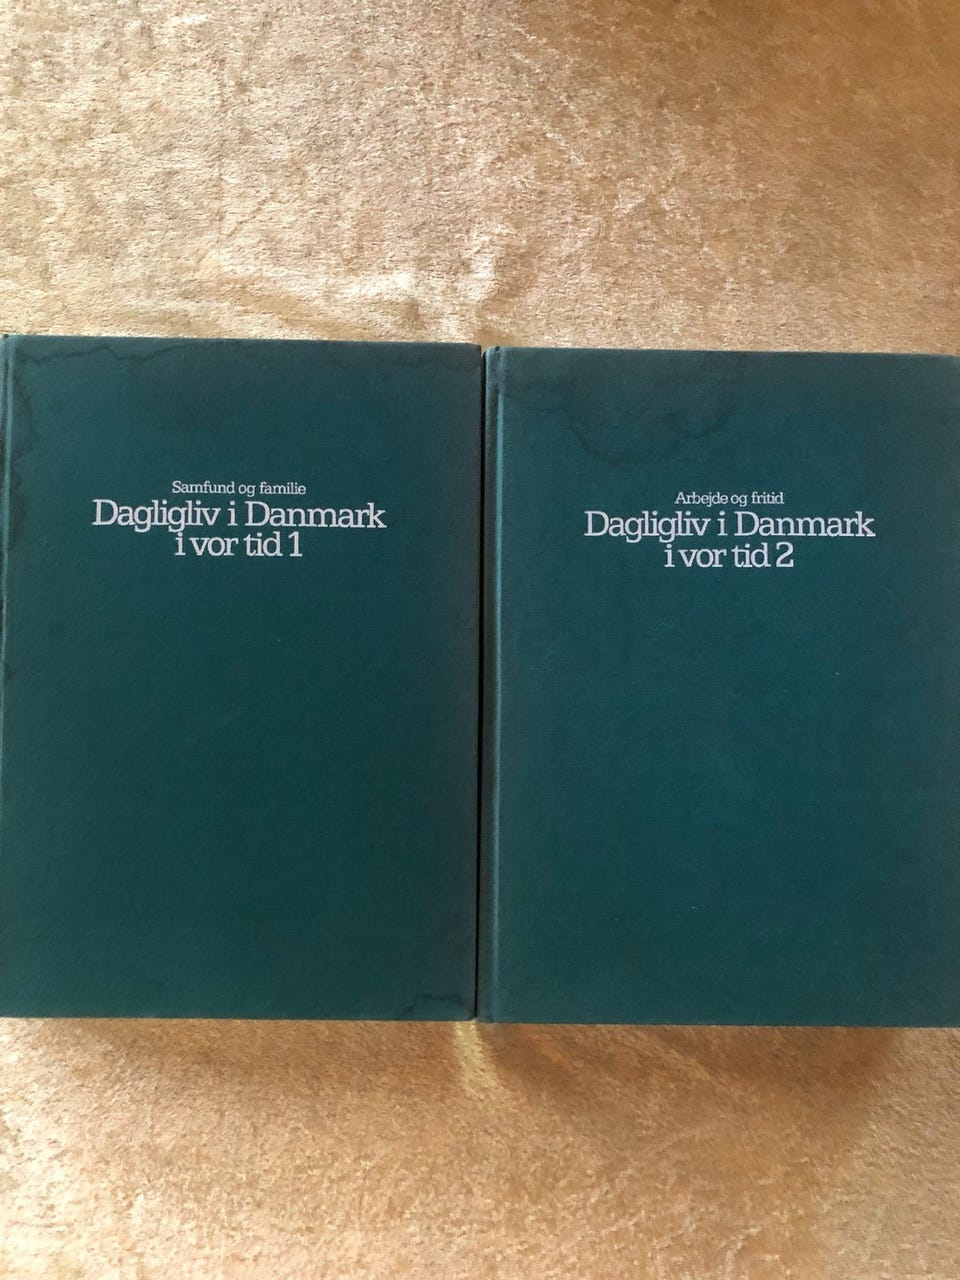 Samfund og familie
Dagligliv i Danmark
i vor tid 1
Arbejde og fritid
Dagligliv i Danmark
i vor tid 2